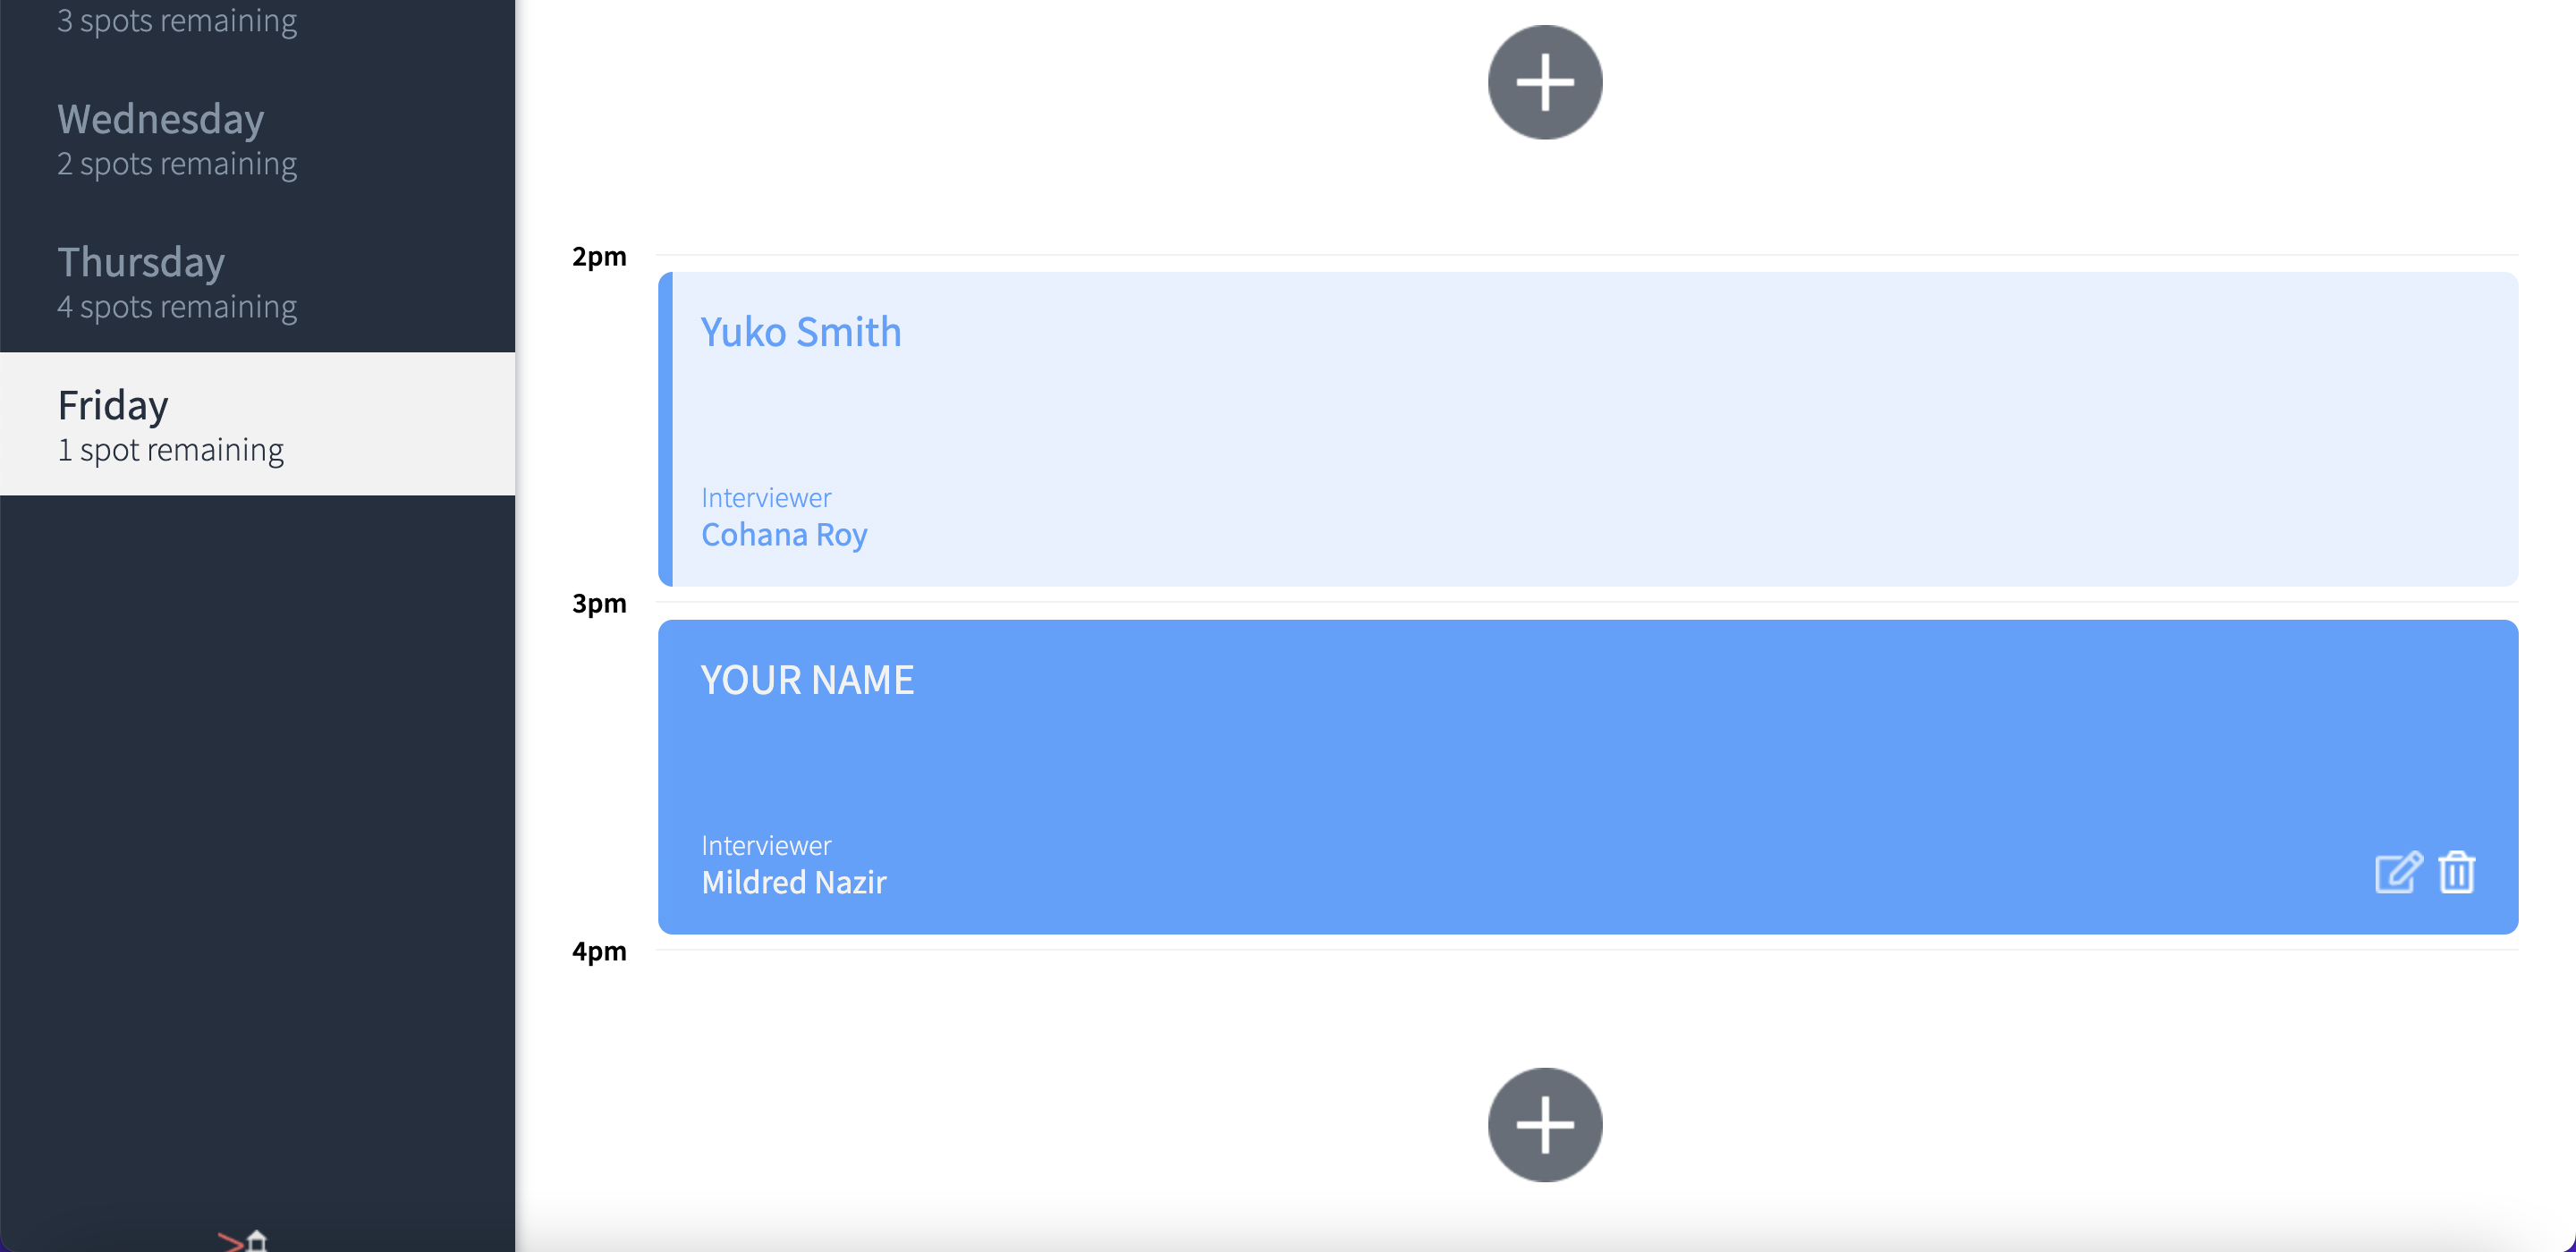 3 spots remaining
Wednesday
2 spots remaining
Thursday
4 spots remaining
Friday
1 spot remaining
2pm
Yuko Smith
Interviewer
Cohana Roy
3pm
YOUR NAME
Interviewer
Mildred Nazir
4pm